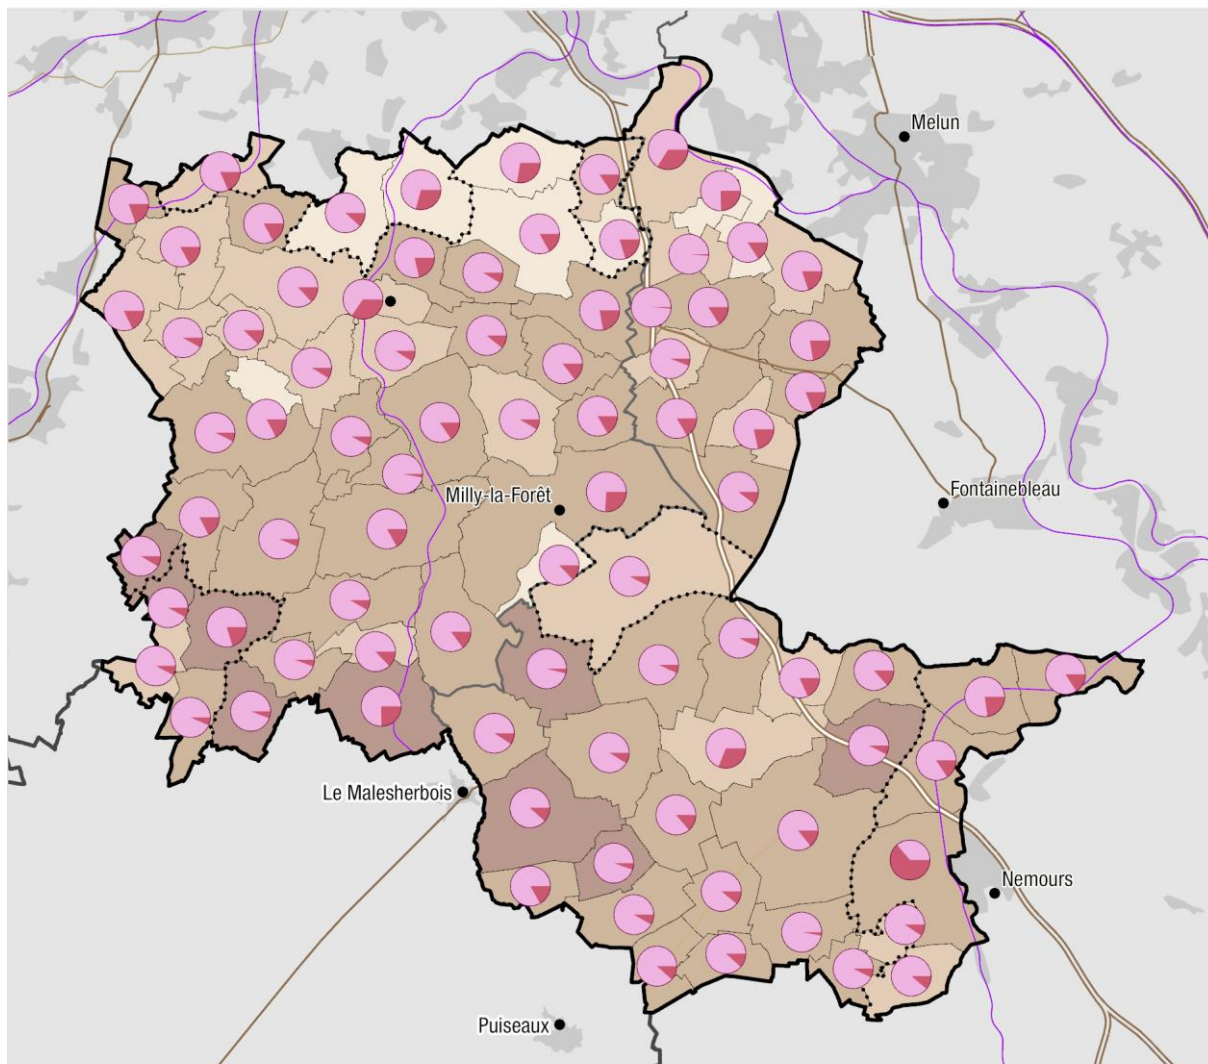 Melun
Milly-la-Forêt
Fontainebleau
Le Malesherbois
Nemours
Puiseaux